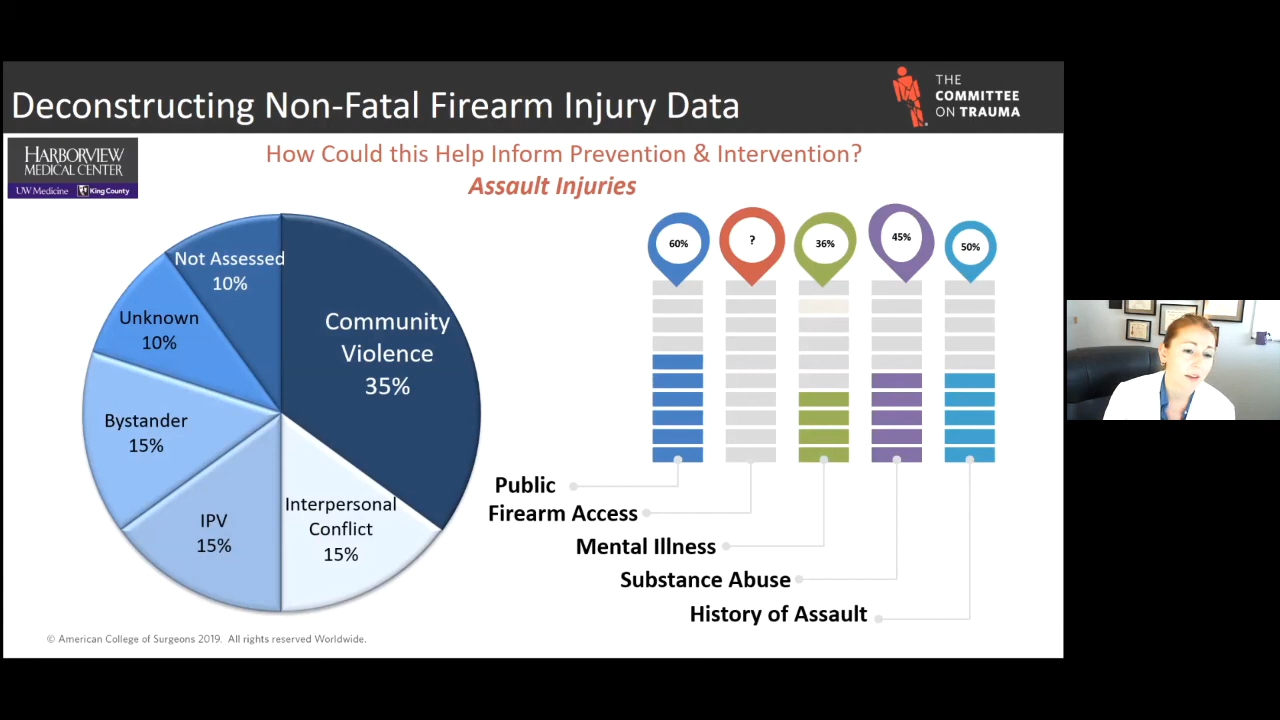 Deconstructing Non-Fatal Firearm Injury Data
THE
COMMITTEE
ON TRAUMA
HARBORVIEW
MEDICAL CENTER
UW Medicine King County
How Could this Help Inform Prevention & Intervention?
Assault Injuries
Not Assessed
10%
Unknown
10%
Community
Violence
35%
Bystander
15%
IPV
15%
Interpersonal
Conflict
15%
60%
?
36%
45%
50%
Public
Firearm Access
Mental Illness
Substance Abuse
History of Assault
© American College of Surgeons 2019. All rights reserved Worldwide.